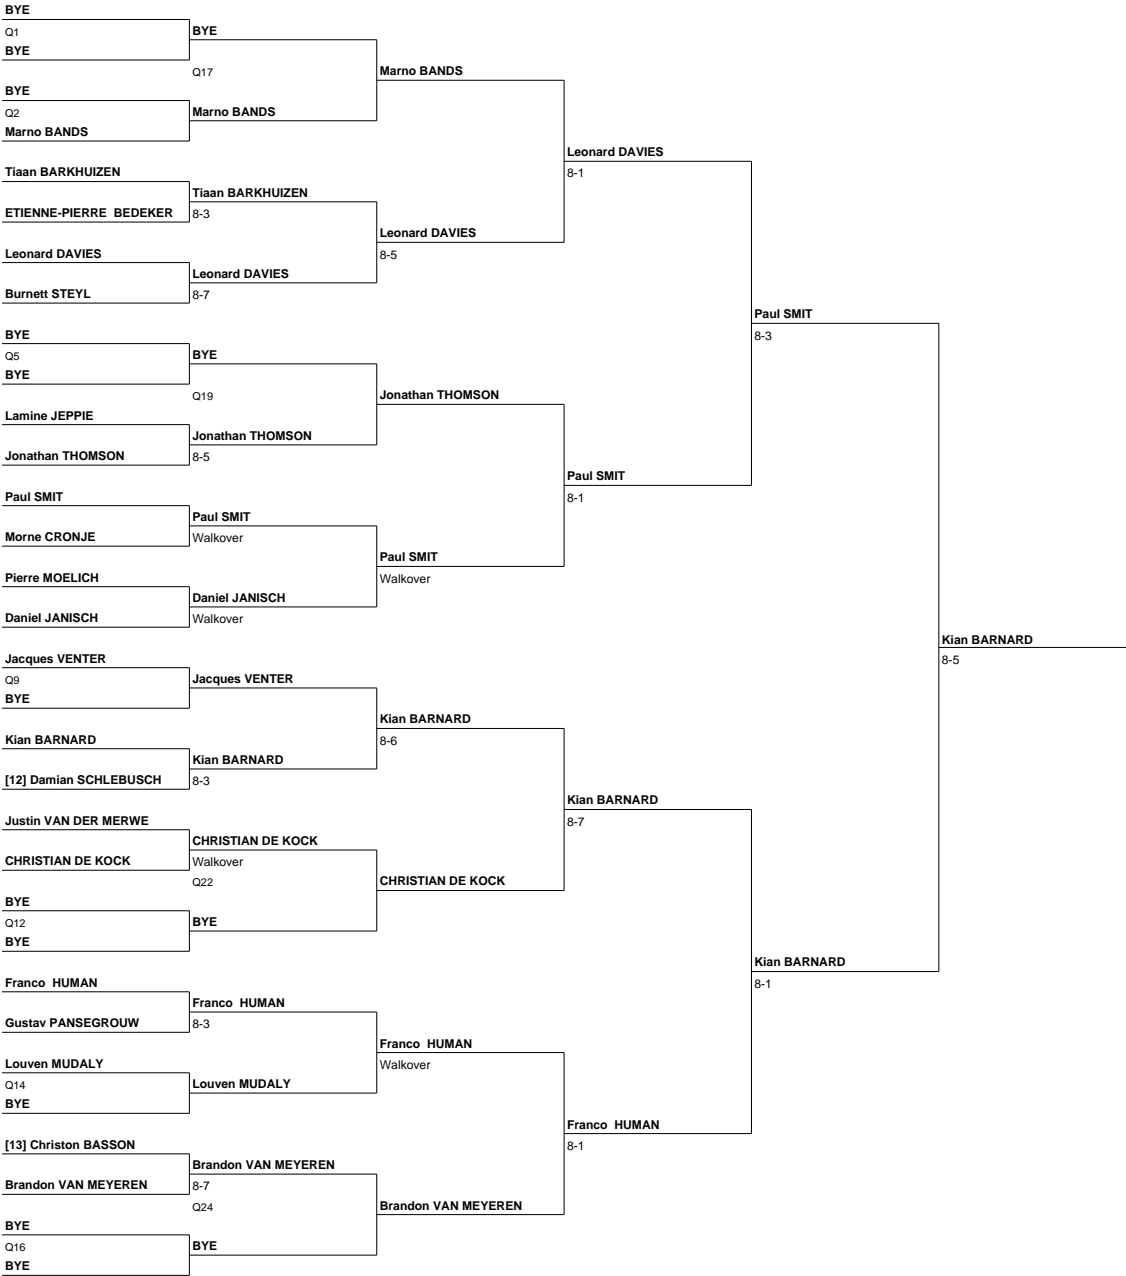 BYE
Q1
BYE
BYE
Q17
Marno BANDS
BYE
Q2
Marno BANDS
Marno BANDS
Leonard DAVIES
8-1
Tiaan BARKHUIZEN
Tiaan BARKHUIZEN
ETIENNE-PIERRE BEDEKER
8-3
Leonard DAVIES
8-5
Leonard DAVIES
Leonard DAVIES
Burnett STEYL
8-7
Paul SMIT
8-3
BYE
Q5
BYE
BYE
Q19
Jonathan THOMSON
Lamine JEPPIE
Jonathan THOMSON
Jonathan THOMSON
8-5
Paul SMIT
8-1
Paul SMIT
Paul SMIT
Morne CRONJE
Walkover
Paul SMIT
Walkover
Pierre MOELICH
Daniel JANISCH
Daniel JANISCH
Walkover
Kian BARNARD
8-5
Jacques VENTER
Q9
Jacques VENTER
BYE
Kian BARNARD
8-6
Kian BARNARD
Kian BARNARD
[12] Damian SCHLEBUSCH
8-3
Kian BARNARD
8-7
Justin VAN DER MERWE
CHRISTIAN DE KOCK
CHRISTIAN DE KOCK
Walkover
Q22
CHRISTIAN DE KOCK
BYE
Q12
BYE
BYE
Kian BARNARD
8-1
Franco HUMAN
Franco HUMAN
Gustav PANSEGROUW
8-3
Franco HUMAN
Walkover
Louven MUDALY
Q14
Louven MUDALY
BYE
Franco HUMAN
8-1
[13] Christon BASSON
Brandon VAN MEYEREN
Brandon VAN MEYEREN
8-7
Q24
Brandon VAN MEYEREN
BYE
Q16
BYE
BYE